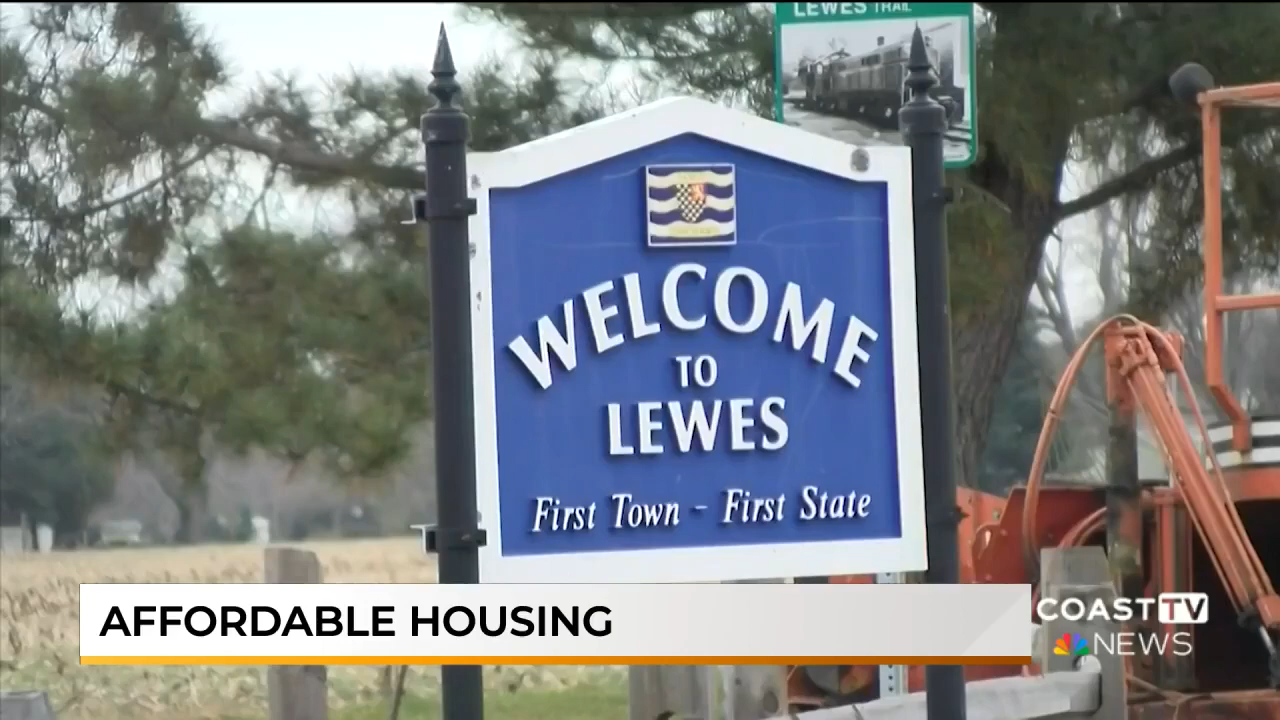 LEWES TRAIL
WELCOME
TO
LEWES
First Town - First State
AFFORDABLE HOUSING
COAST TV
NEWS